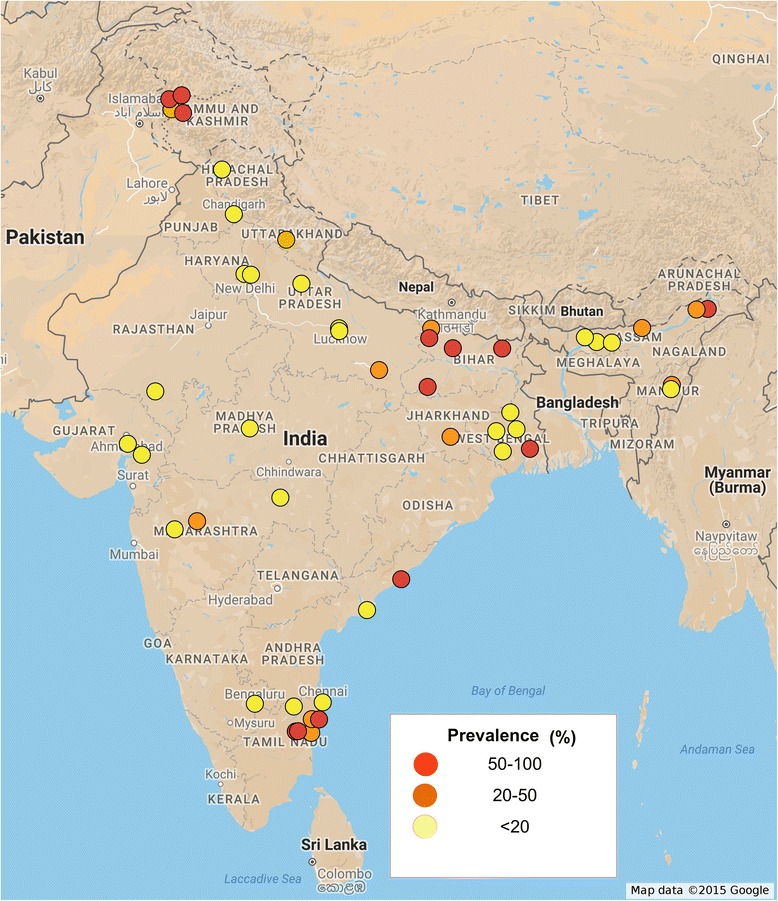 QINGHAI
Kabul
کابل
Islamaba
اسلام آباد
MMU AND
KASHMIR
HIMACHAL
PRADESH
Lahore
لاہور
Chandigarh
TIBET
PUNJAB
UTTARAKHAND
Pakistan
HARYANA
New Delhi
UTTAR
PRADESH
Nepal
ARUNACHAL
PRADESH
Jaipur
Kathmandu
SIKKIM
Bhutan
RAJASTHAN
Lucknow
ASSAM
NAGALAND
BIHAR
MEGHALAYA
MANIPUR
Bangladesh
GUJARAT
MADHYA
PRADESH
JHARKHAND
TRIPURA
Ahmedabad
India
WEST BENGAL
MIZORAM
CHHATTISGARH
Surat
Chhindwara
Myanmar
(Burma)
ODISHA
MAHARASHTRA
Mumbai
Naypyitaw
နေပြည်တော်
TELANGANA
Hyderabad
GOA
KARNATAKA
ANDHRA
PRADESH
Bengaluru
Chennai
Bay of Bengal
Mysuru
TAMIL NADU
Prevalence (%)
Andaman Sea
50-100
Kochi
20-50
KERALA
<20
Sri Lanka
Laccadive Sea
Colombo
කොළඹ
Map data ©2015 Google